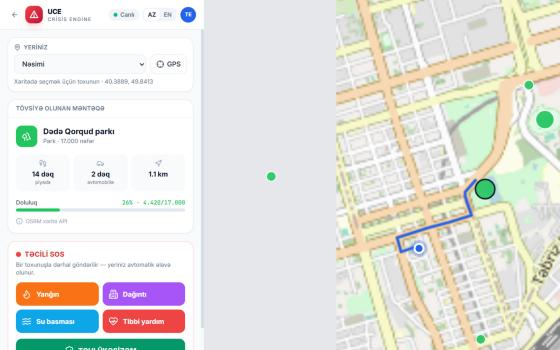 UCE
CRISIS ENGINE
Canlı
AZ
EN
TE
YERİNİZ
Nəsimi
GPS
Xəritədə seçmək üçün toxunun · 40.3889, 49.8413
TÖVSİYƏ OLUNAN MƏNTƏQƏ
Dədə Qorqud parkı
Park · 17.000 nəfər
14 dəq
piyada
2 dəq
avtomobillə
1.1 km
Doluluq
26% · 4.420/17.000
OSRM xəritə API
TƏCİLİ SOS
Bir toxunuşla dərhal göndərilir — yeriniz avtomatik əlavə
olunur.
Yanğın
Dağıntı
Su basması
Tibbi yardım
Təbriz